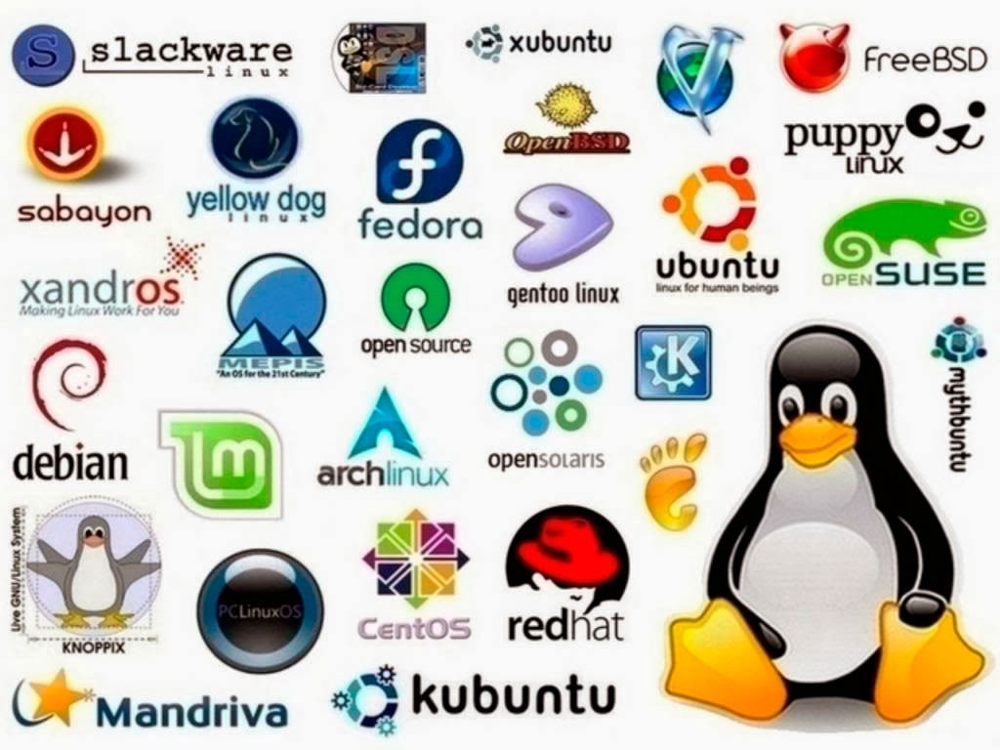 S
slackware
linux
DSL
xubuntu
V
FreeBSD
OpenBSD
puppy
Linux
sabayon
yellow dog
linux
f
fedora
gentoo linux
ubuntu
linux for human beings
OPEN SUSE
xandros
Making Linux Work For You
MEPIS
"An OS for the 21st Century"
open source
K
mythbuntu
debian
lm
archlinux
opensolaris
Live GNU/Linux System
KNOPPIX
PCLinuxOS
CentOS
redhat
Mandriva
kubuntu